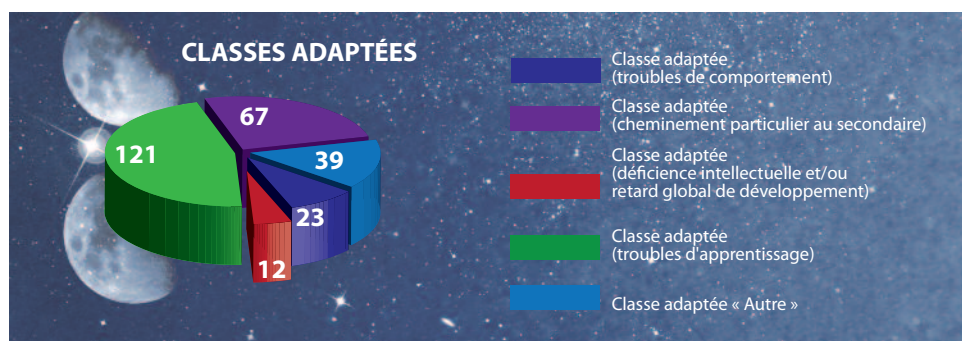 CLASSES ADAPTÉES
67
121
39
23
12
Classe adaptée
(troubles de comportement)
Classe adaptée
(cheminement particulier au secondaire)
Classe adaptée
(déficience intellectuelle et/ou
retard global de développement)
Classe adaptée
(troubles d'apprentissage)
Classe adaptée « Autre »